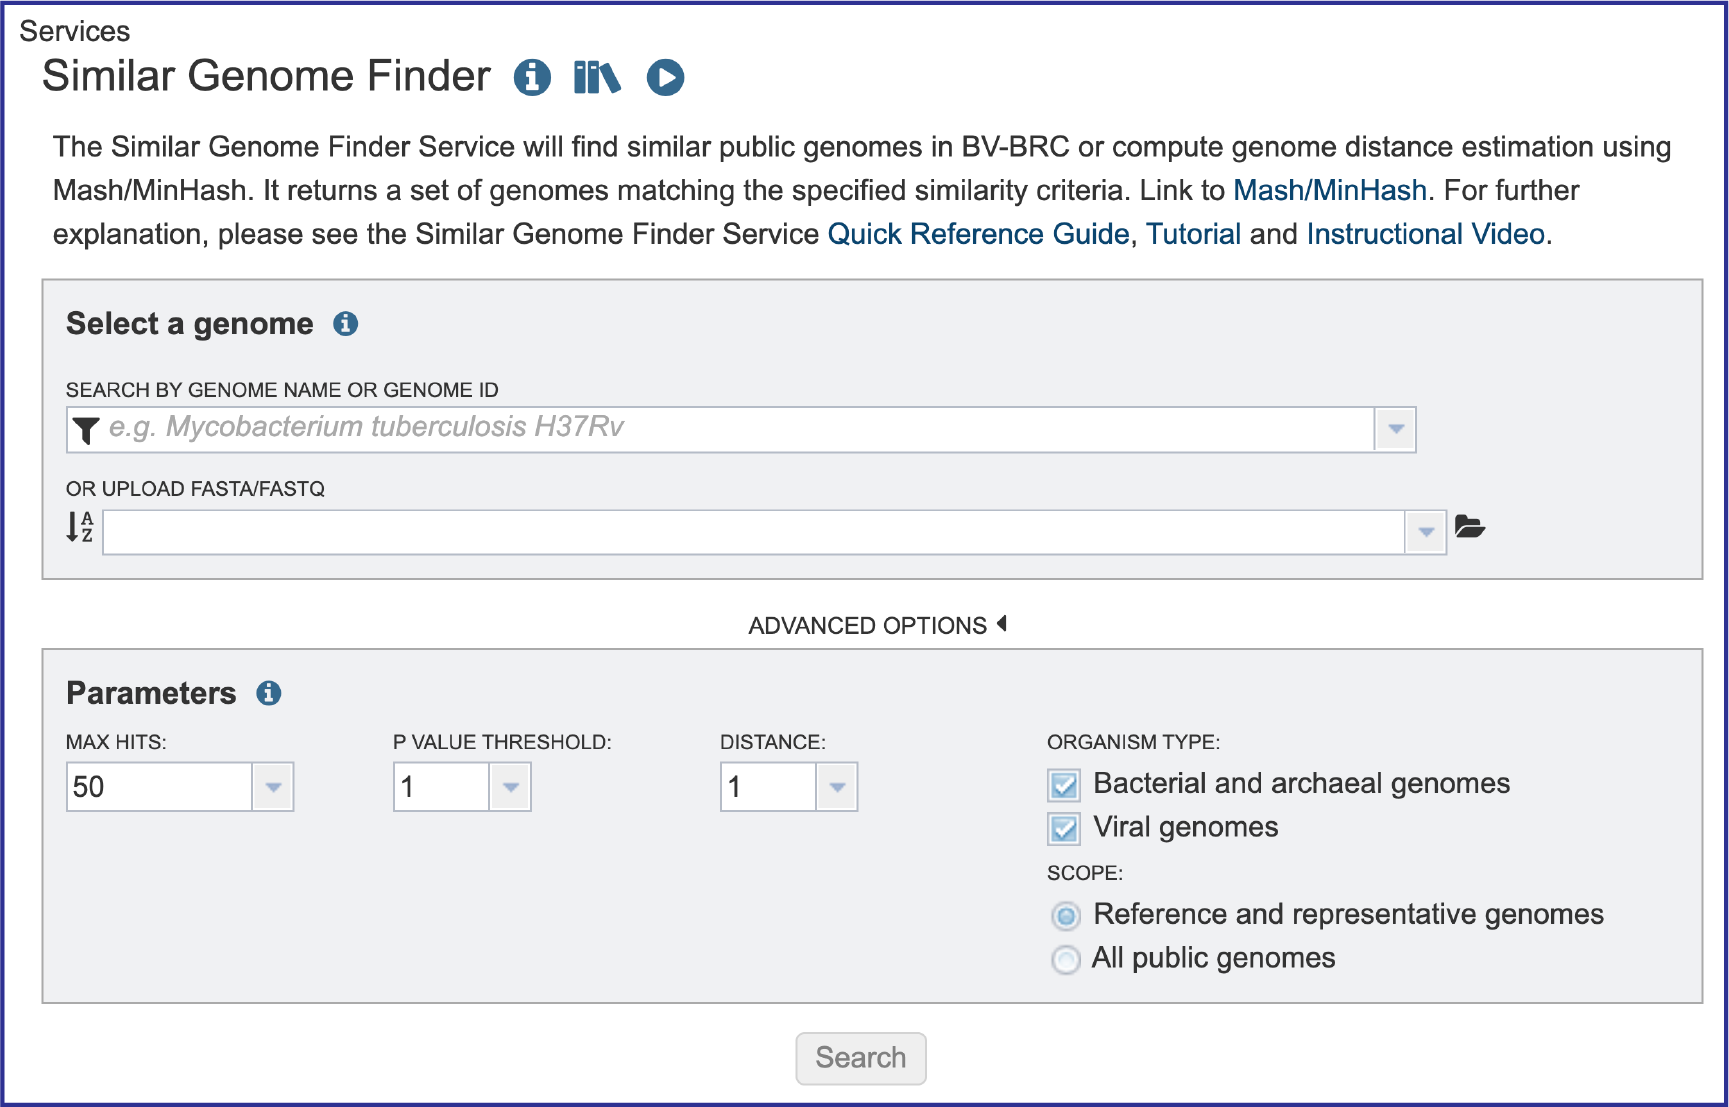 Services
Similar Genome Finder
The Similar Genome Finder Service will find similar public genomes in BV-BRC or compute genome distance estimation using
Mash/MinHash. It returns a set of genomes matching the specified similarity criteria. Link to Mash/MinHash. For further
explanation, please see the Similar Genome Finder Service Quick Reference Guide, Tutorial and Instructional Video.
Select a genome
SEARCH BY GENOME NAME OR GENOME ID
e.g. Mycobacterium tuberculosis H37Rv
OR UPLOAD FASTA/FASTQ
ADVANCED OPTIONS
Parameters
MAX HITS:
50
P VALUE THRESHOLD:
1
DISTANCE:
1
ORGANISM TYPE:
Bacterial and archaeal genomes
Viral genomes
SCOPE:
Reference and representative genomes
All public genomes
Search